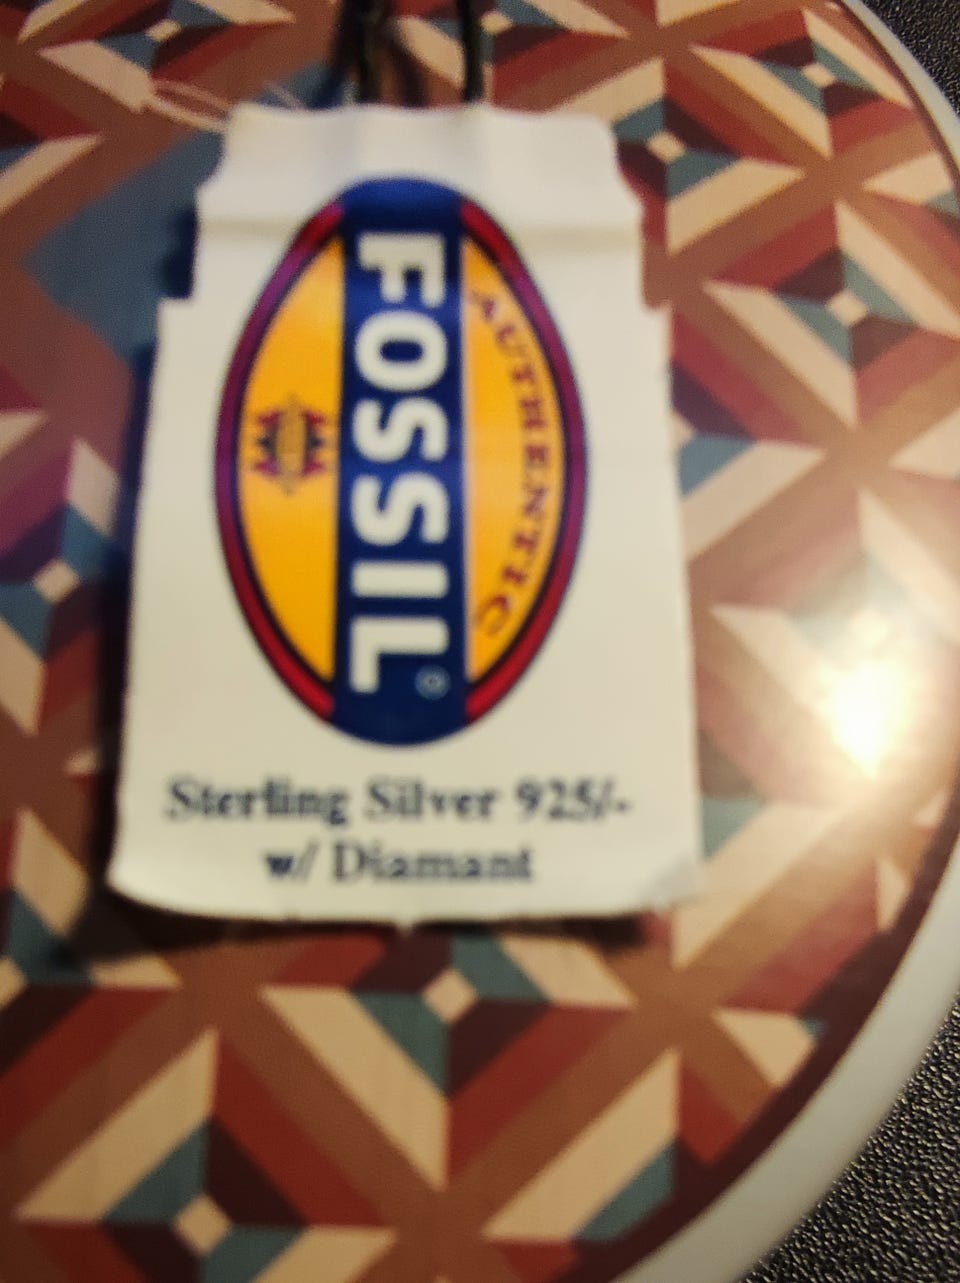 AUTHENTIC
FOSSIL
Sterling Silver 925/-
w/ Diamant